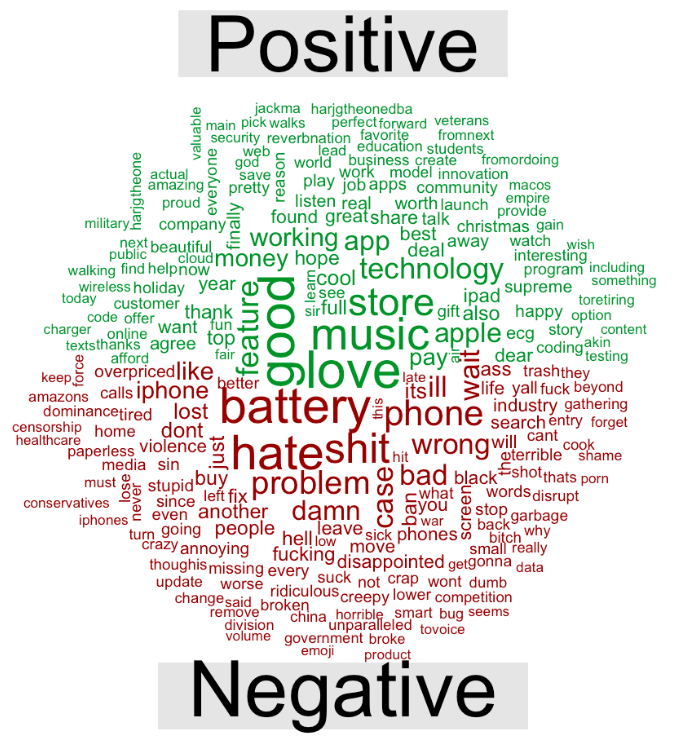 Positive
jackma harjgtheonedba
valuable main pick walks perfect forward veterans
security reverbnation favorite fromnext
web lead education students
everyone god world business create fromordoing
actual save reason work model innovation
harjgtheone amazing pretty play job apps community macos
proud finally listen real worth launch empire
military company found great share talk christmas provide gain
next beautiful working app best away watch wish
public cloud money hope deal interesting
walking find help now technology program including
wireless holiday year learn cool ipad supreme something
today customer see store toretiring
code offer thank feature good sir full gift also happy option
charger online want fun top music apple ecg story content
texts thanks agree coding akin
afford fair love pay air dear testing
keep force overpriced like late wait ass trash they
amazons calls iphone better its ill life yall fuck beyond
dominance tired lost battery this phone industry gathering
censorship home dont search entry forget
healthcare paperless violence just hate shit hit wrong will cant cook
media sin the terrible shame
must stupid buy problem case bad black shot thats porn
conservatives lose since left fix what words disrupt
never even another damn ban you screen stop garbage
iphones turn going people leave war back why
crazy hell low sick phones bitch
annoying fucking move small really
thoughis missing every disappointed get gonna data
update worse suck not crap wont dumb
change said ridiculous creepy lower competition
remove broken china horrible smart bug seems
division unparalleled tovoice
volume government broke
emoji product
Negative